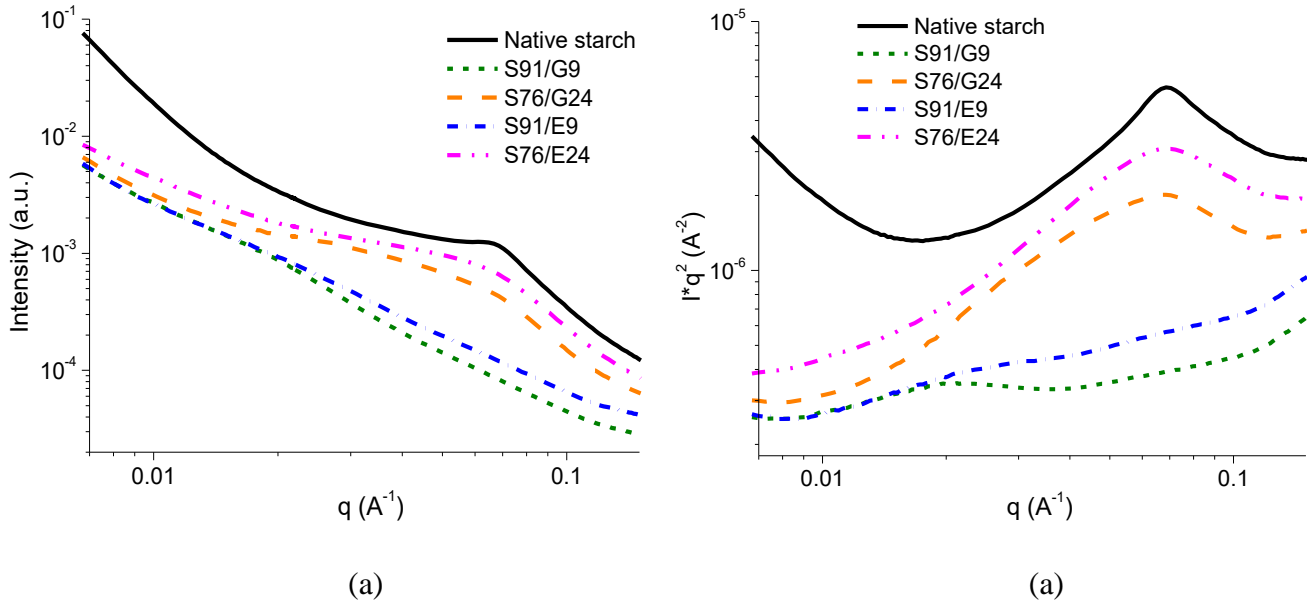 10⁻¹
10⁻²
10⁻³
10⁻⁴
Intensity (a.u.)
Native starch
S91/G9
S76/G24
S91/E9
S76/E24
0.01
0.1
q (A⁻¹)
(a)
10⁻⁵
10⁻⁶
I*q² (A⁻²)
Native starch
S91/G9
S76/G24
S91/E9
S76/E24
0.01
0.1
q (A⁻¹)
(a)